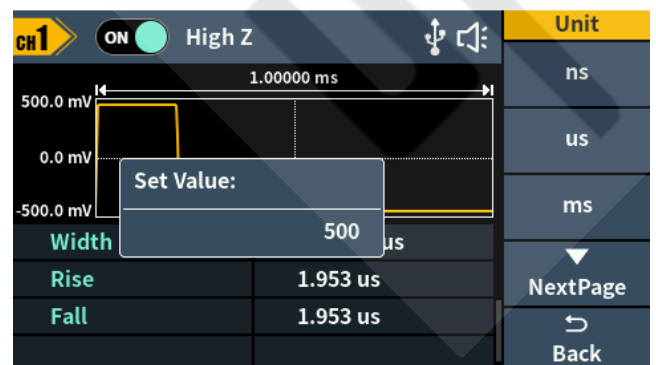 CH1 ON High Z
Unit
1.00000 ms
500.0 mV
0.0 mV
-500.0 mV
Set Value:
500
Width us
Rise 1.953 us
Fall 1.953 us
ns
us
ms
NextPage
Back